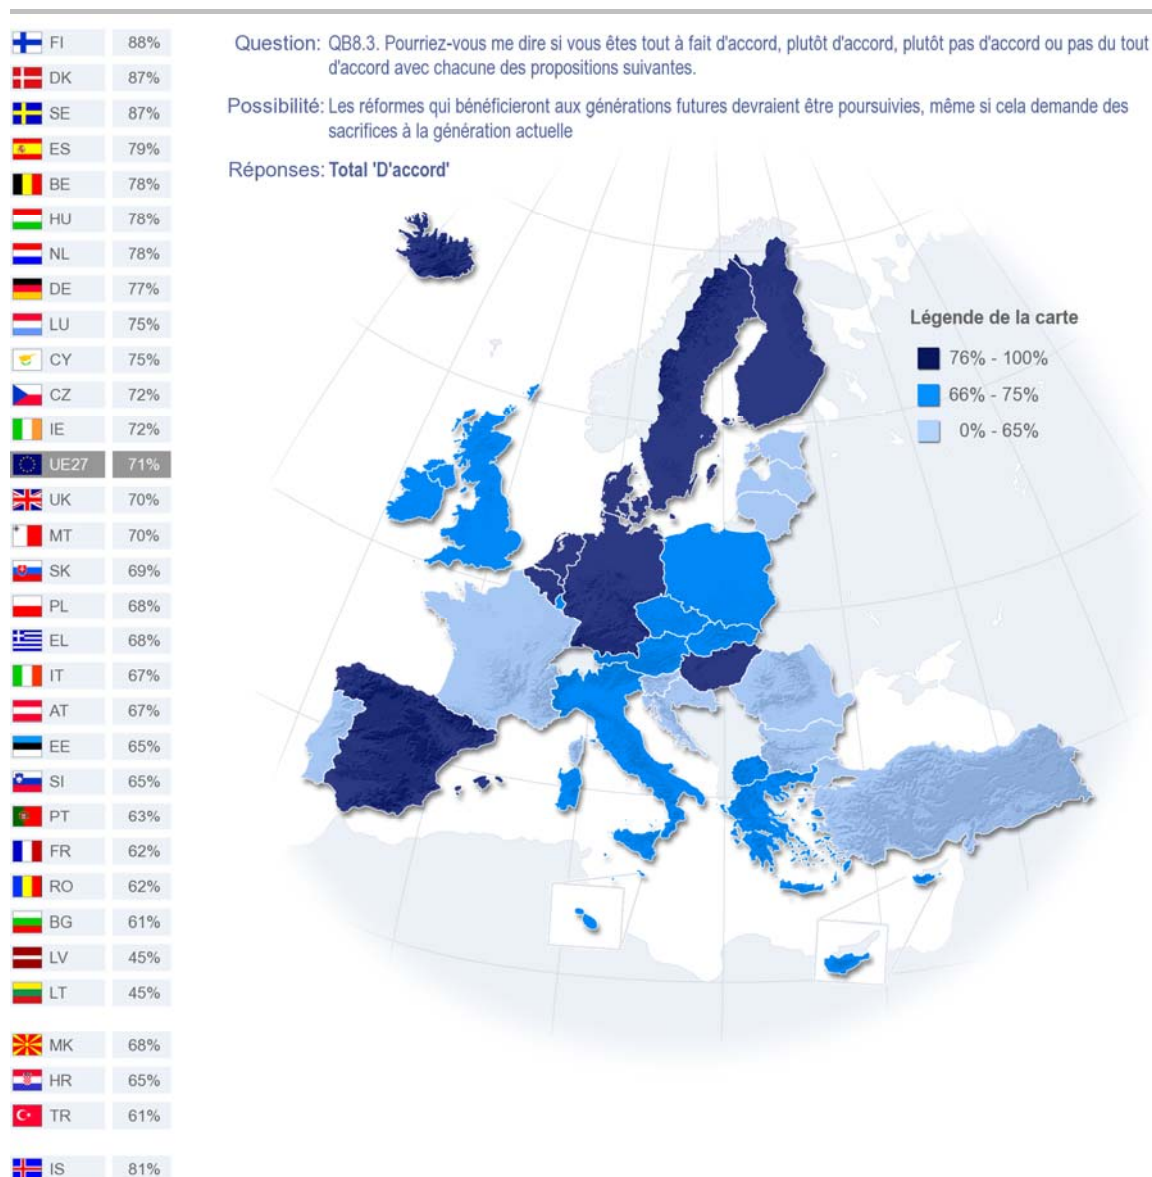 Question: QB8.3. Pourriez-vous me dire si vous êtes tout à fait d'accord, plutôt d'accord, plutôt pas d'accord ou pas du tout
d'accord avec chacune des propositions suivantes.
Possibilité: Les réformes qui bénéficieront aux générations futures devraient être poursuivies, même si cela demande des
sacrifices à la génération actuelle
Réponses: Total 'D'accord'
FI 88%
DK 87%
SE 87%
ES 79%
BE 78%
HU 78%
NL 78%
DE 77%
LU 75%
CY 75%
CZ 72%
IE 72%
UE27 71%
UK 70%
MT 70%
SK 69%
PL 68%
EL 68%
IT 67%
AT 67%
EE 65%
SI 65%
PT 63%
FR 62%
RO 62%
BG 61%
LV 45%
LT 45%
MK 68%
HR 65%
TR 61%
IS 81%
Légende de la carte
76% - 100%
66% - 75%
0% - 65%